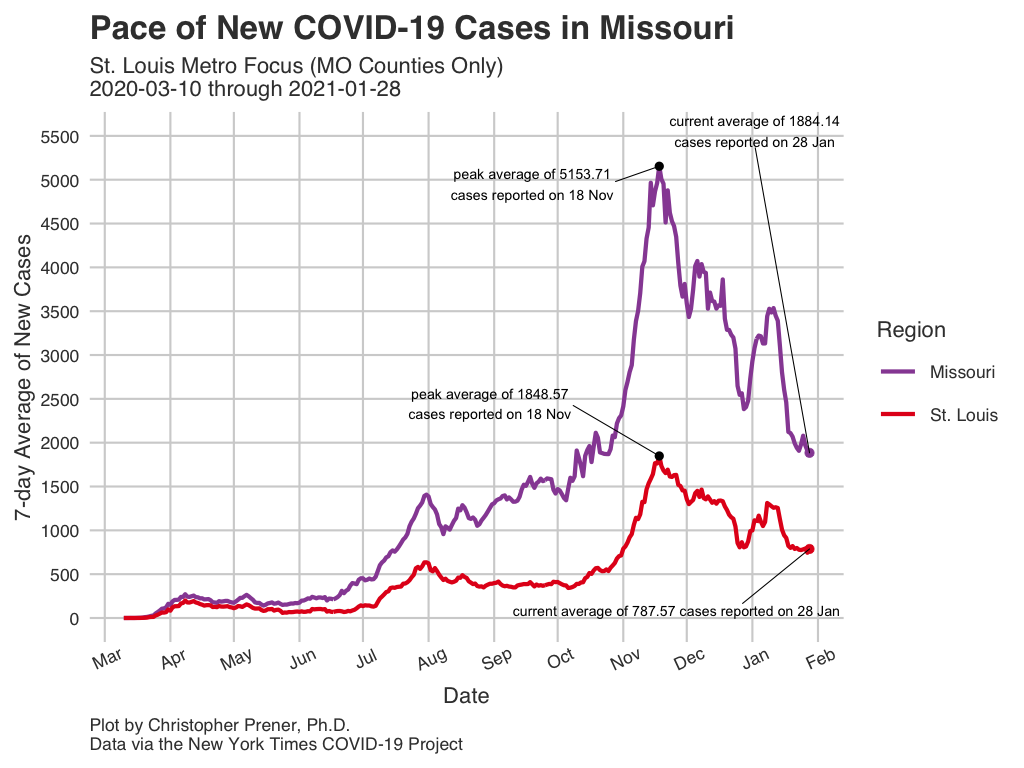 Pace of New COVID-19 Cases in Missouri
St. Louis Metro Focus (MO Counties Only)
2020-03-10 through 2021-01-28
current average of 1884.14
cases reported on 28 Jan
peak average of 5153.71
cases reported on 18 Nov
peak average of 1848.57
cases reported on 18 Nov
current average of 787.57 cases reported on 28 Jan
7-day Average of New Cases
5500
5000
4500
4000
3500
3000
2500
2000
1500
1000
500
0
Mar
Apr
May
Jun
Jul
Aug
Sep
Oct
Nov
Dec
Jan
Feb
Date
Region
Missouri
St. Louis
Plot by Christopher Prener, Ph.D.
Data via the New York Times COVID-19 Project